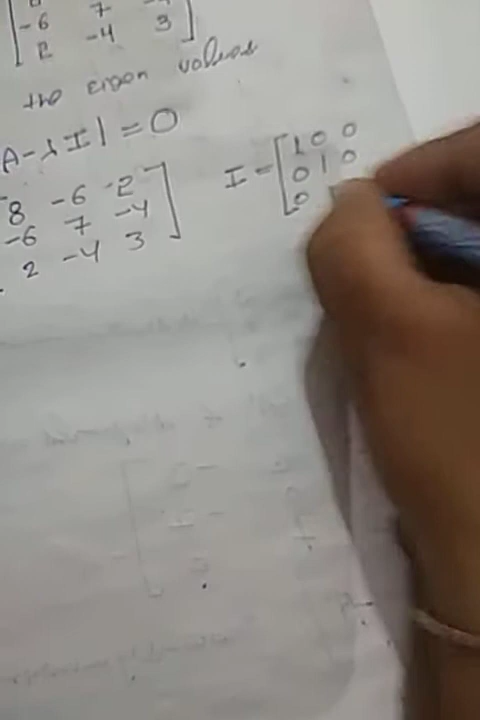 -6 7
2 -4 3
the eigen values
A-λI|=0
8 -6 -2
-6 7 -4
2 -4 3
I=
1 0 0
0 1 0
0